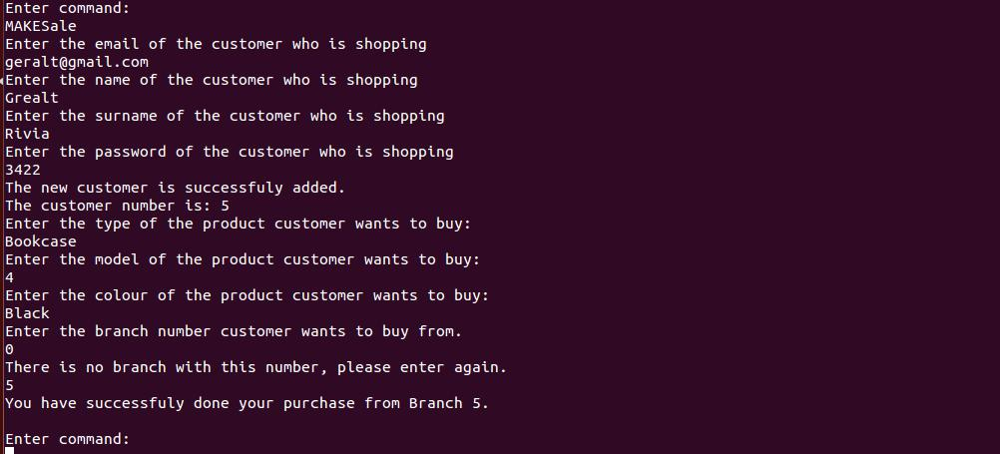 Enter command:
MAKESale
Enter the email of the customer who is shopping
geralt@gmail.com
Enter the name of the customer who is shopping
Grealt
Enter the surname of the customer who is shopping
Rivia
Enter the password of the customer who is shopping
3422
The new customer is successfuly added.
The customer number is: 5
Enter the type of the product customer wants to buy:
Bookcase
Enter the model of the product customer wants to buy:
4
Enter the colour of the product customer wants to buy:
Black
Enter the branch number customer wants to buy from.
0
There is no branch with this number, please enter again.
5
You have successfuly done your purchase from Branch 5.
Enter command: